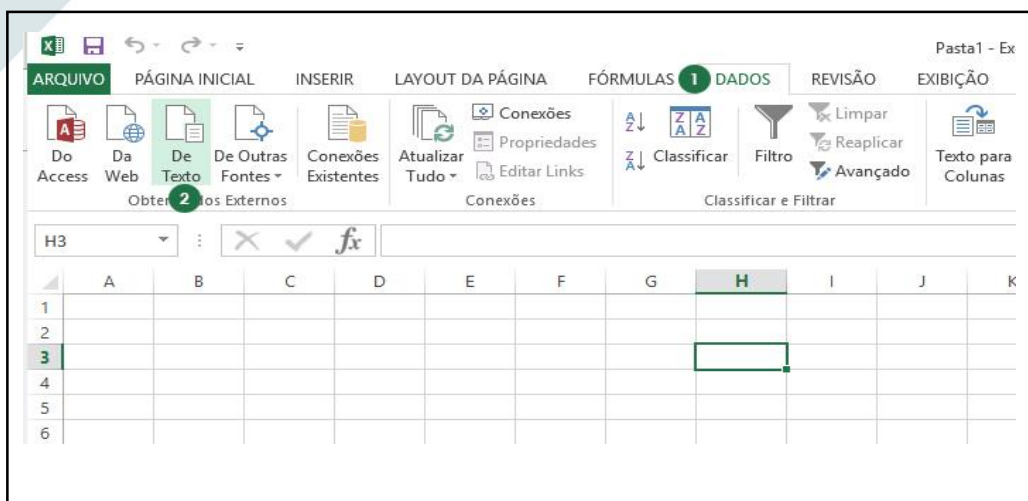 Pasta1 - Ex
ARQUIVO PÁGINA INICIAL INSERIR LAYOUT DA PÁGINA FÓRMULAS 1 DADOS REVISÃO EXIBIÇÃO
Do Access
Da Web
De Texto
De Outras Fontes
Conexões Existentes
2
Externos
Atualizar Tudo
Conexões
Propriedades
Editar Links
Conexões
Classificar
Filtro
Limpar
Reaplicar
Avançado
Classificar e Filtrar
Texto para Colunas
H3 fx
A B C D E F G H I J K
1
2
3
4
5
6